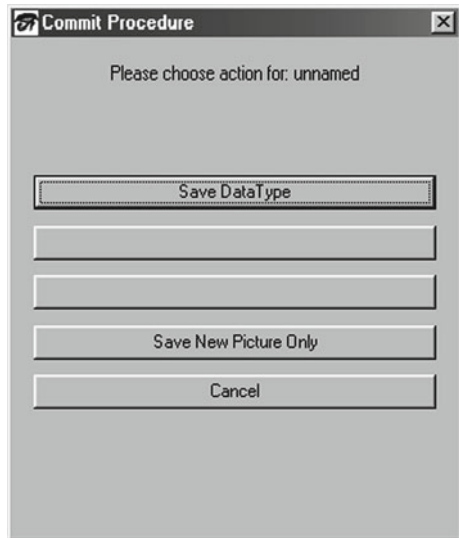 Commit Procedure
Please choose action for: unnamed
Save DataType
Save New Picture Only
Cancel